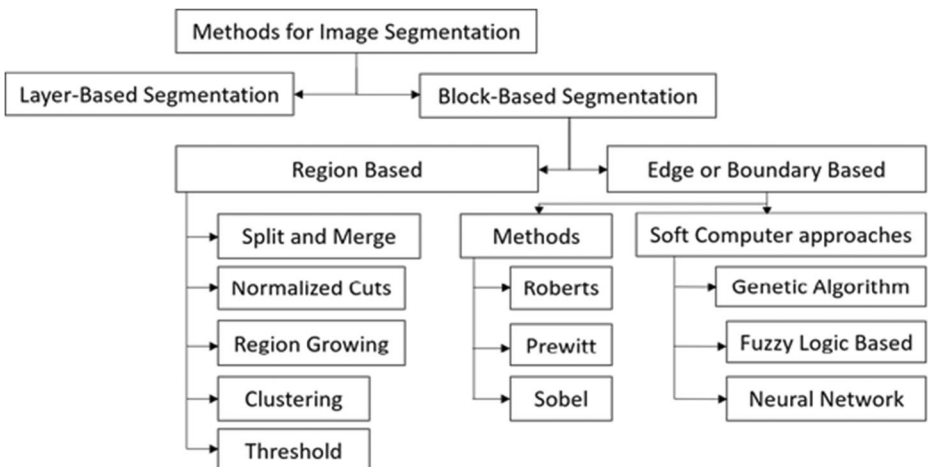 Methods for Image Segmentation
Layer-Based Segmentation
Block-Based Segmentation
Region Based
Edge or Boundary Based
Split and Merge
Normalized Cuts
Region Growing
Clustering
Threshold
Methods
Roberts
Prewitt
Sobel
Soft Computer approaches
Genetic Algorithm
Fuzzy Logic Based
Neural Network